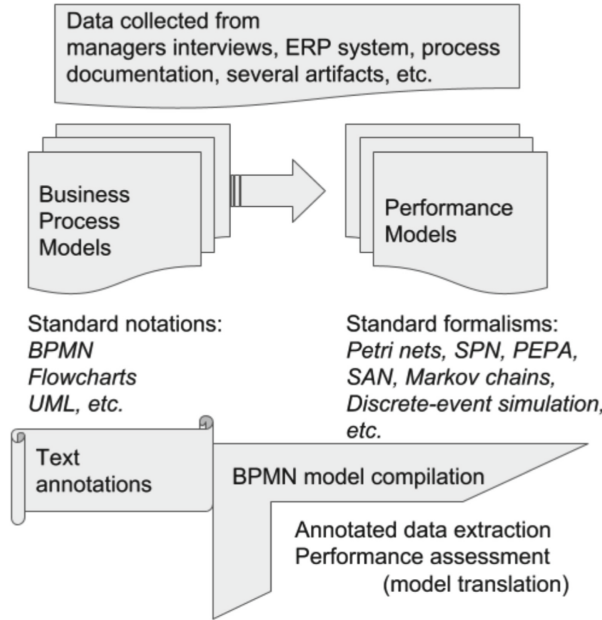 Data collected from
managers interviews, ERP system, process
documentation, several artifacts, etc.
Business
Process
Models
Performance
Models
Standard notations:
BPMN
Flowcharts
UML, etc.
Standard formalisms:
Petri nets, SPN, PEPA,
SAN, Markov chains,
Discrete-event simulation,
etc.
Text
annotations
BPMN model compilation
Annotated data extraction
Performance assessment
(model translation)